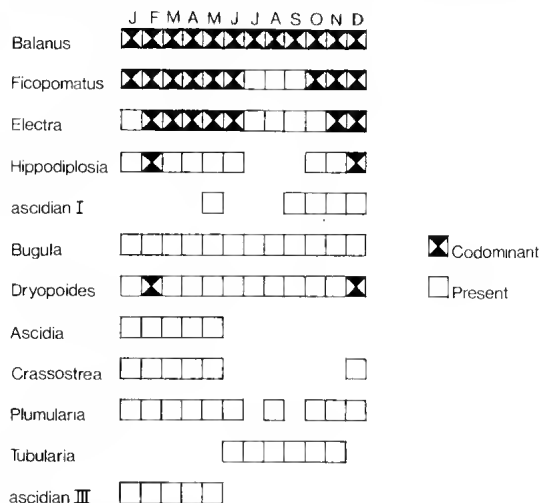 J F M A M J J A S O N D
Balanus
Ficopomatus
Electra
Hippodiplosia
ascidian I
Bugula
Codominant
Dryopoides
Present
Ascidia
Crassostrea
Plumularia
Tubularia
ascidian III